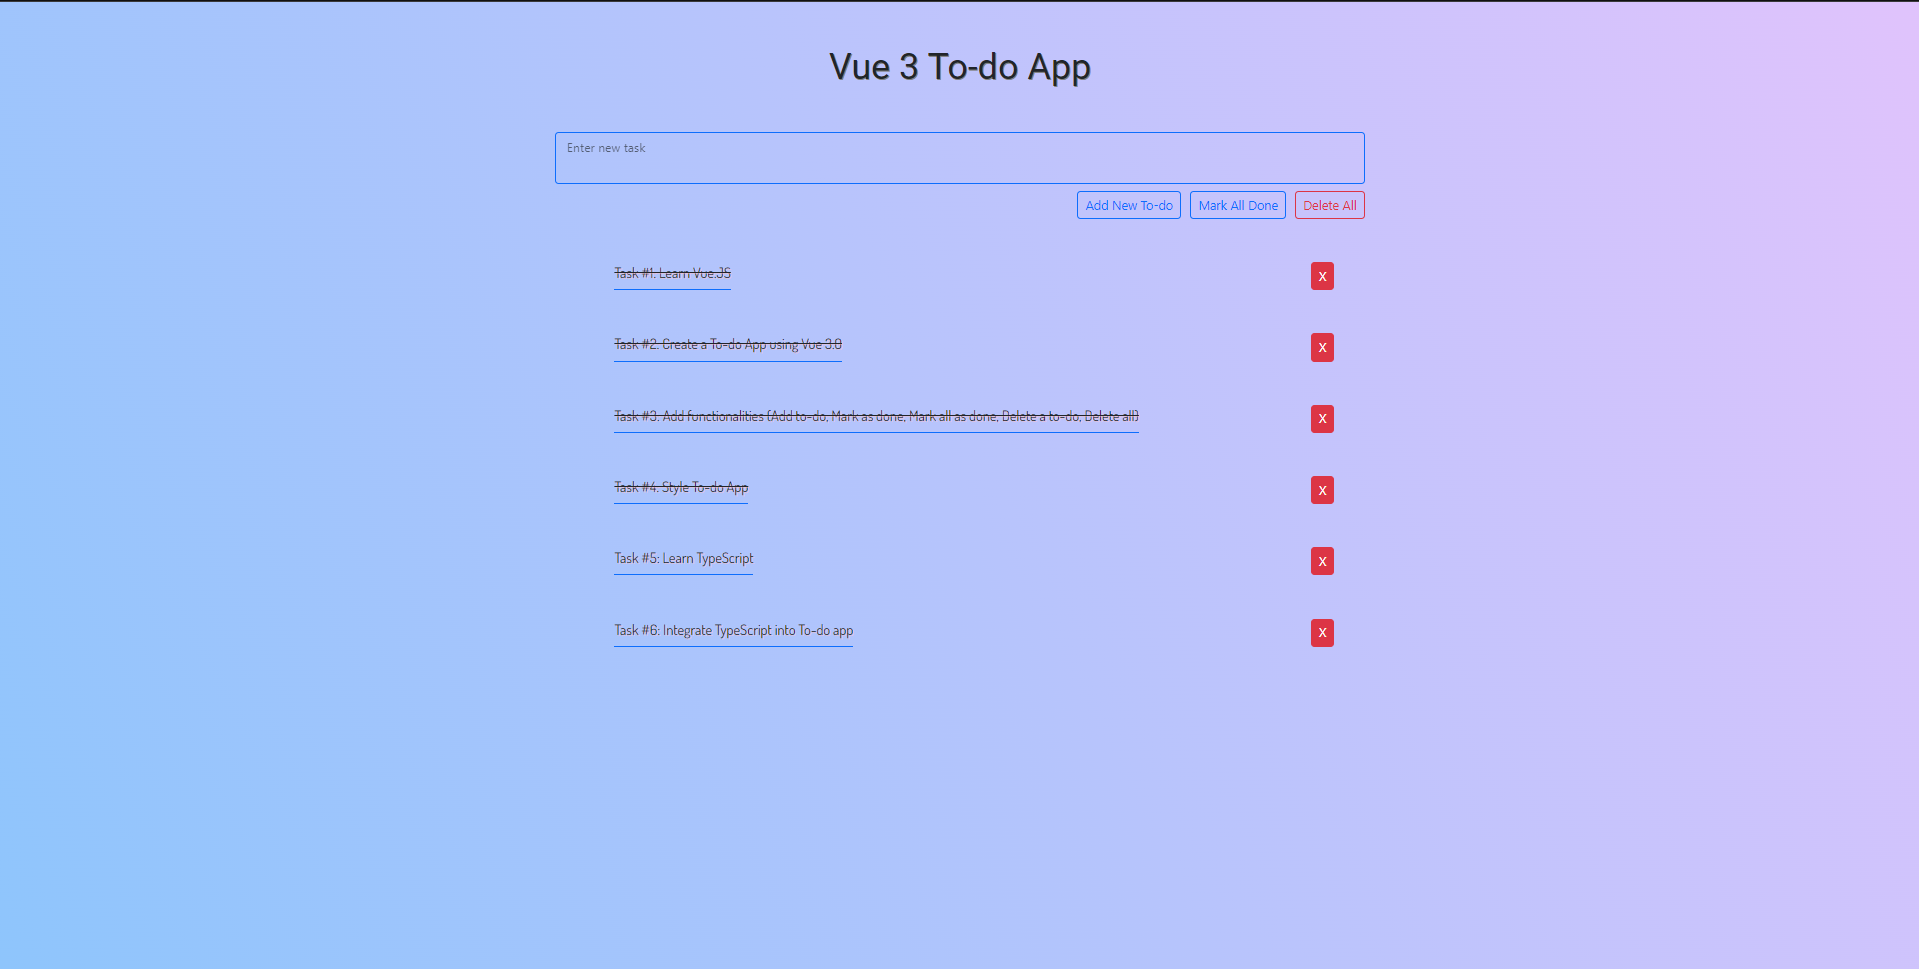 Vue 3 To-do App
Enter new task
Add New To-do Mark All Done Delete All
Task #1: Learn Vue.JS X
Task #2: Create a To-do App using Vue 3.0 X
Task #3: Add functionalities (Add to-do, Mark as done, Mark all as done, Delete a to-do, Delete all) X
Task #4: Style To-do App X
Task #5: Learn TypeScript X
Task #6: Integrate TypeScript into To-do app X